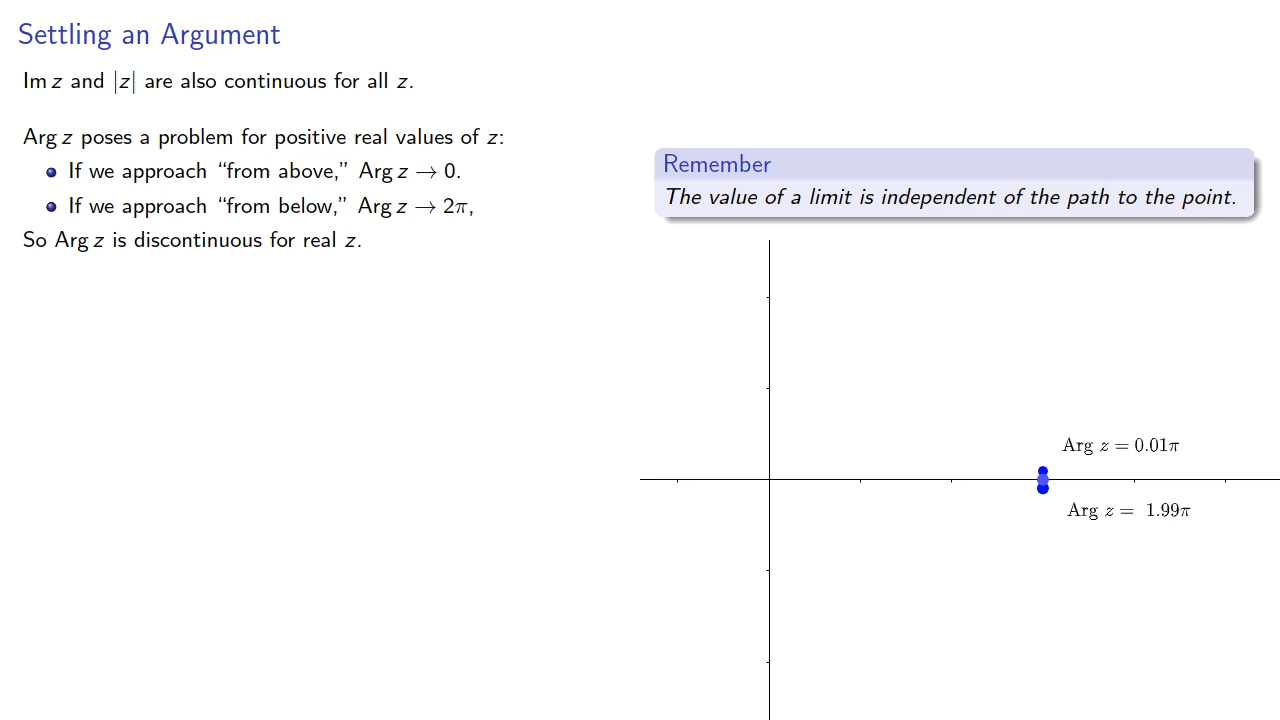 Settling an Argument
Im z and |z| are also continuous for all z.
Arg z poses a problem for positive real values of z:
If we approach “from above,” Arg z → 0.
If we approach “from below,” Arg z → 2π,
So Arg z is discontinuous for real z.
Remember
The value of a limit is independent of the path to the point.
Arg z = 0.01π
Arg z = 1.99π